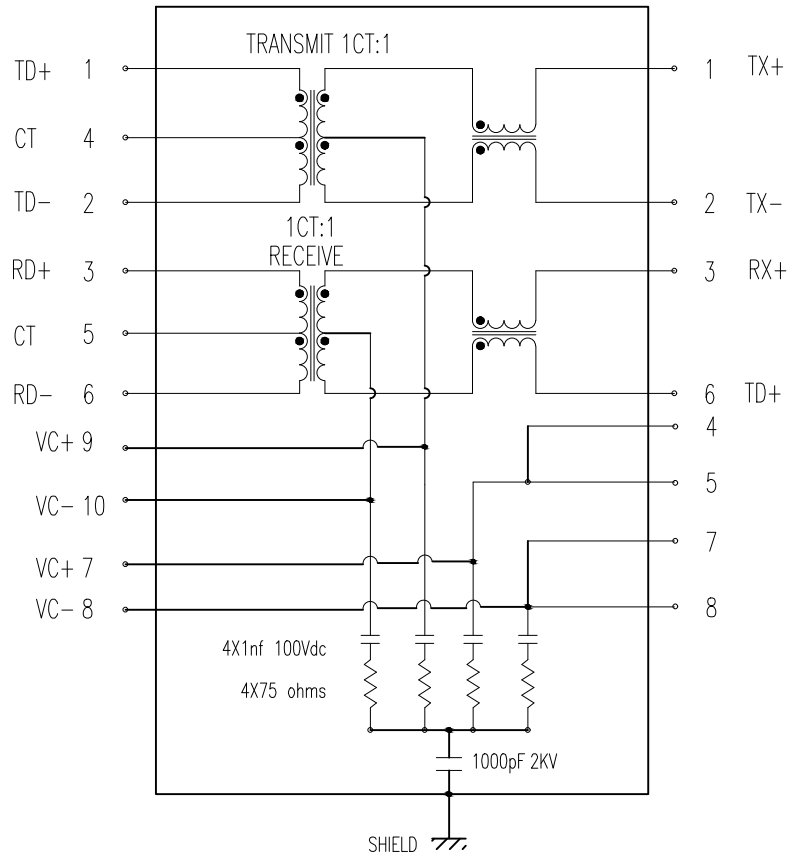 TRANSMIT 1CT:1
TD+ 1
1 TX+
CT 4
TD- 2
2 TX-
1CT:1
RECEIVE
RD+ 3
3 RX+
CT 5
RD- 6
6 TD+
4
VC+ 9
5
VC- 10
7
VC+ 7
VC- 8
8
4X1nf 100Vdc
4X75 ohms
1000pF 2KV
SHIELD